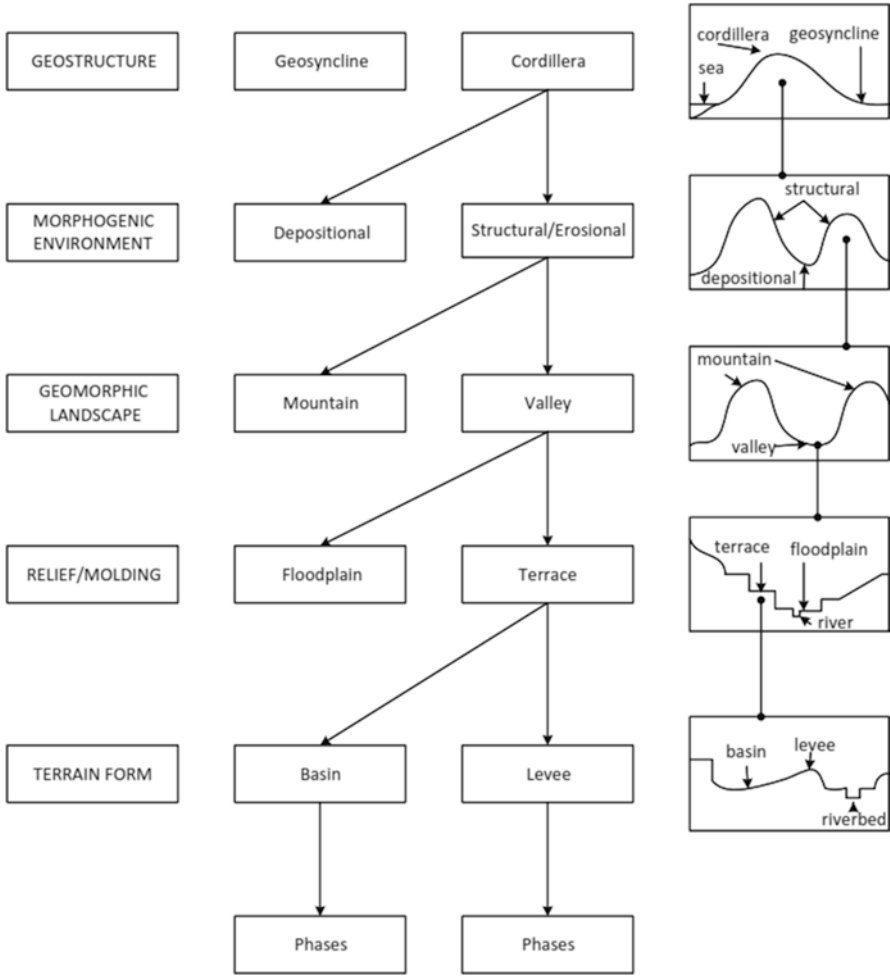 GEOSTRUCTURE
Geosyncline
Cordillera
cordillera
geosyncline
sea
MORPHOGENIC
ENVIRONMENT
Depositional
Structural/Erosional
structural
depositional
GEOMORPHIC
LANDSCAPE
Mountain
Valley
mountain
valley
RELIEF/MOLDING
Floodplain
Terrace
terrace
floodplain
river
TERRAIN FORM
Basin
Levee
basin
levee
riverbed
Phases
Phases